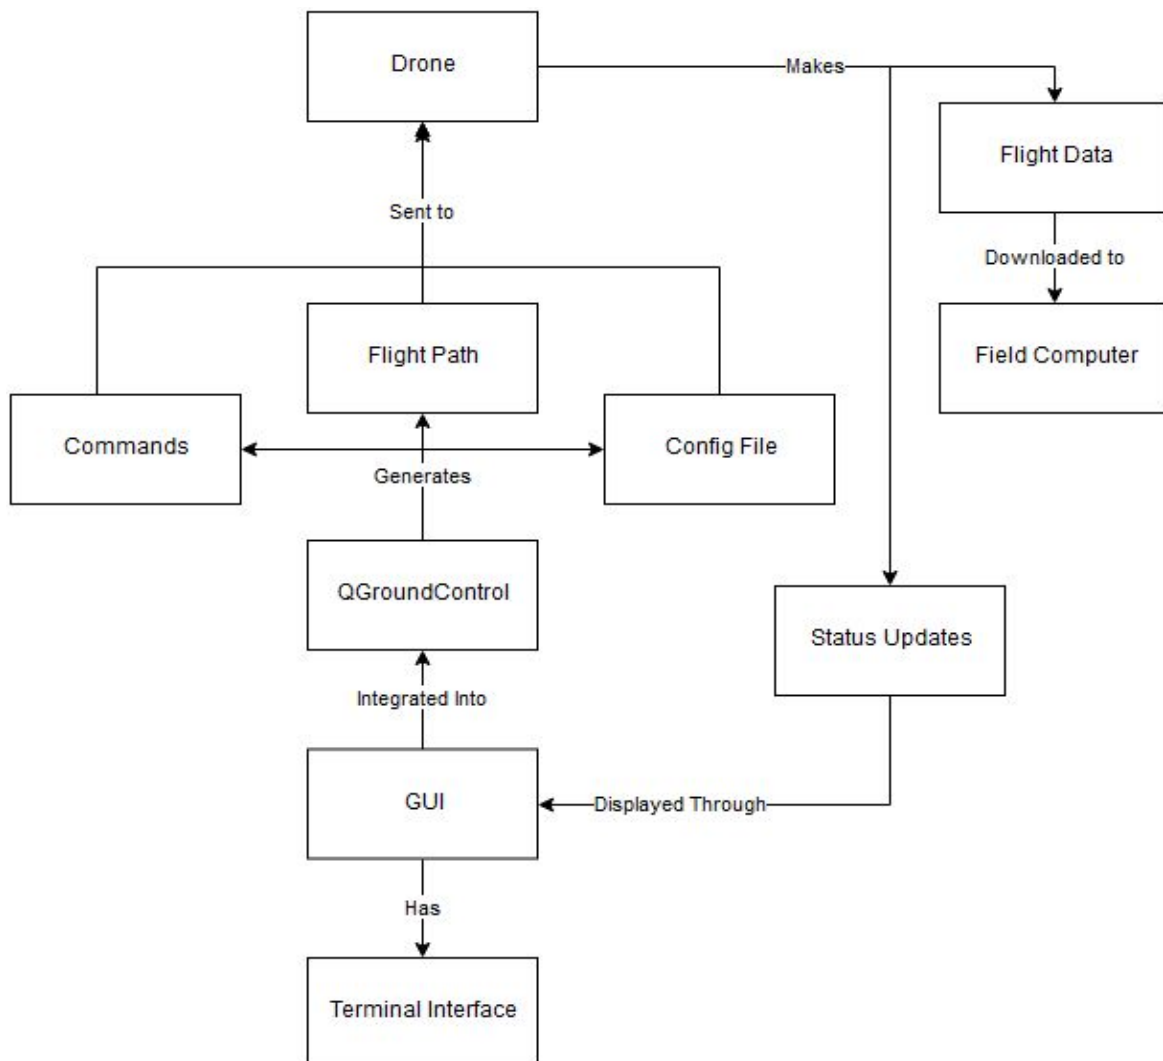 Drone
Makes
Flight Data
Sent to
Downloaded to
Flight Path
Field Computer
Commands
Config File
Generates
QGroundControl
Status Updates
Integrated Into
GUI
Displayed Through
Has
Terminal Interface